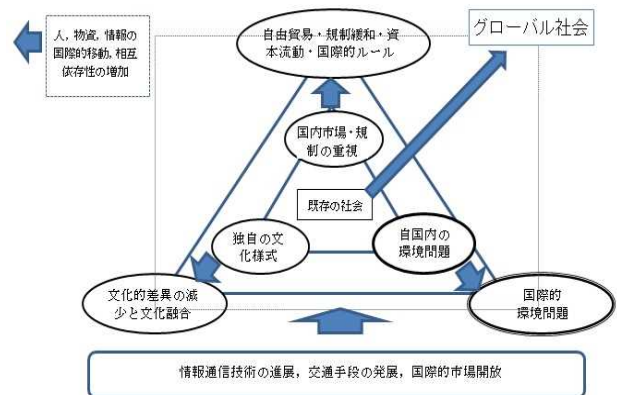 グローバル社会
人，物資，情報の
国際的移動，相互
依存性の増加
自由貿易・規制緩和・資
本流動・国際的ルール
国内市場・規
制の重視
既存の社会
独自の文
化様式
自国内の
環境問題
文化的差異の減
少と文化融合
国際的
環境問題
情報通信技術の進展，交通手段の発展，国際的市場開放